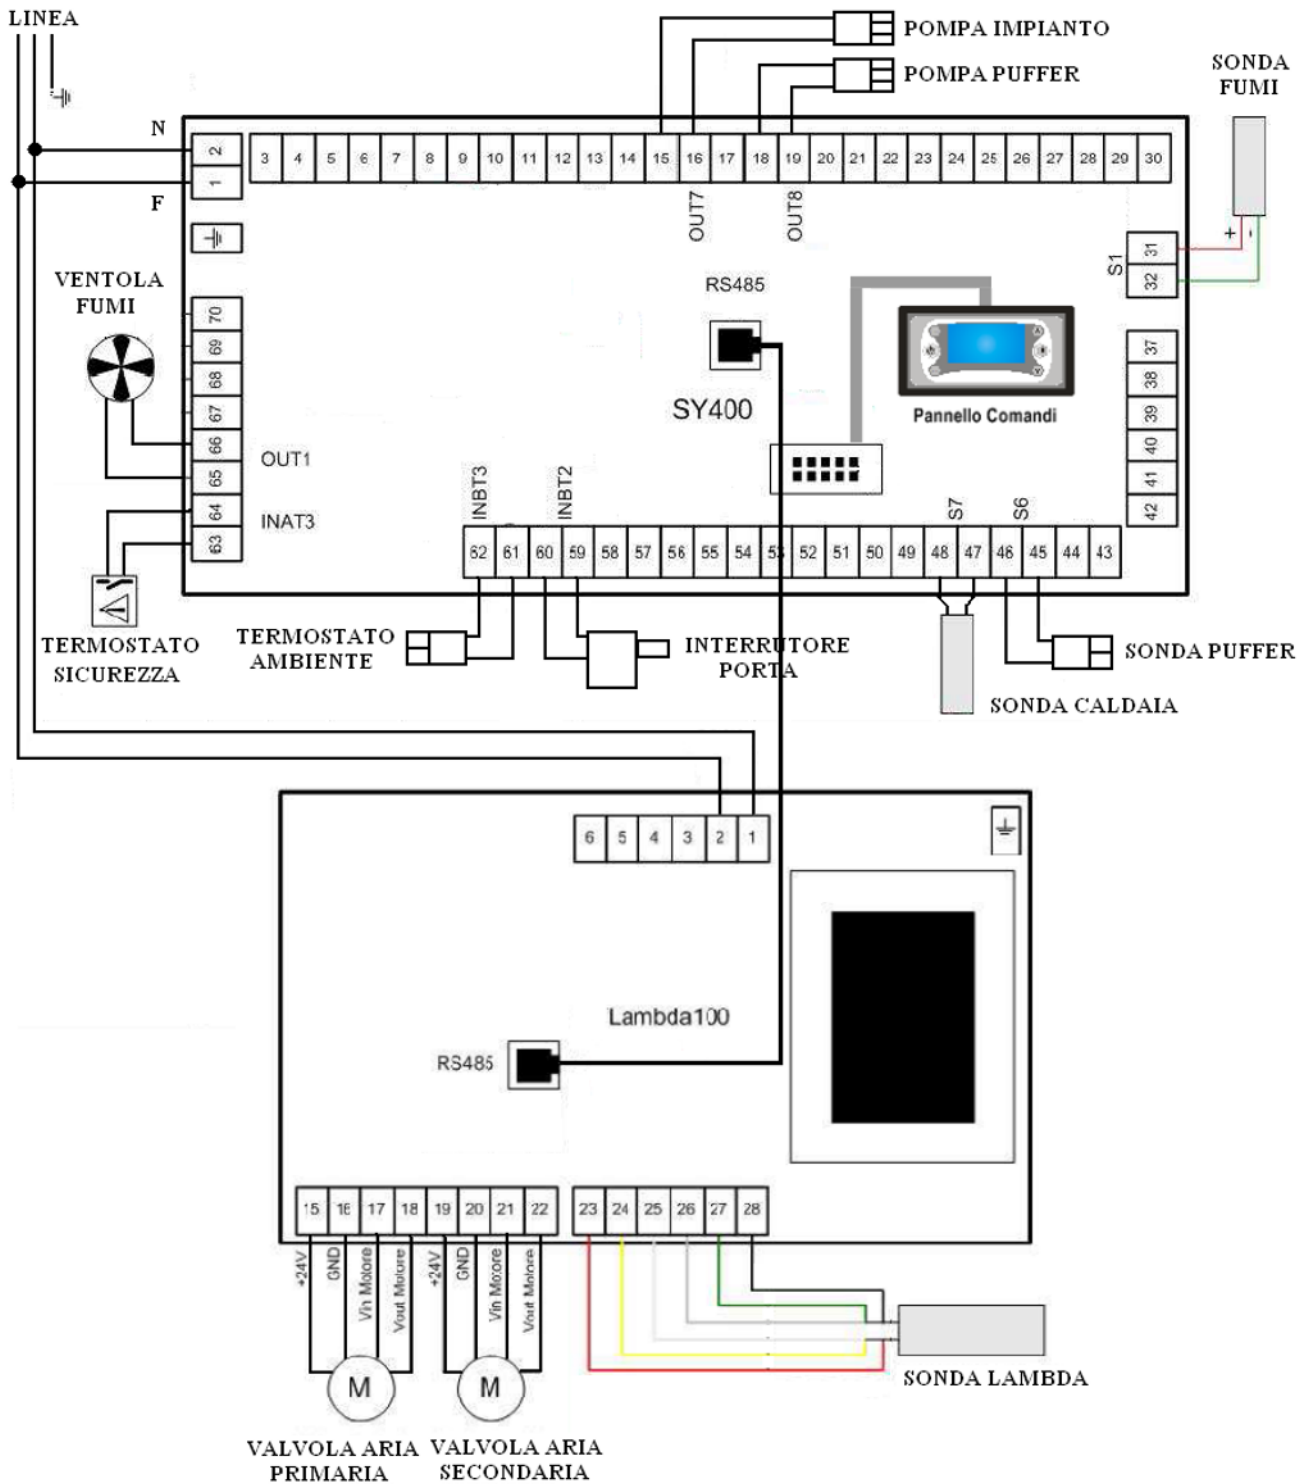 LINEA
POMPA IMPIANTO
POMPA PUFFER
SONDA
FUMI
N
F
2
1
3 4 5 6 7 8 9 10 11 12 13 14 15 16 17 18 19 20 21 22 23 24 25 26 27 28 29 30
OUT7
OUT8
+ -
S1
31
32
VENTOLA
FUMI
RS485
70
69
68
67
66
65
64
63
OUT1
INAT3
SY400
Pannello Comandi
37
38
39
40
41
42
INBT3
INBT2
S7
S6
62 61 60 59 58 57 56 55 54 53 52 51 50 49 48 47 46 45 44 43
TERMOSTATO
SICUREZZA
TERMOSTATO
AMBIENTE
INTERRUTORE
PORTA
SONDA PUFFER
SONDA CALDAIA
6 5 4 3 2 1
Lambda100
RS485
15 16 17 18 19 20 21 22
23 24 25 26 27 28
+24V
GND
Vin Motore
Vout Motore
+24V
GND
Vin Motore
Vout Motore
M
M
SONDA LAMBDA
VALVOLA ARIA
PRIMARIA
VALVOLA ARIA
SECONDARIA